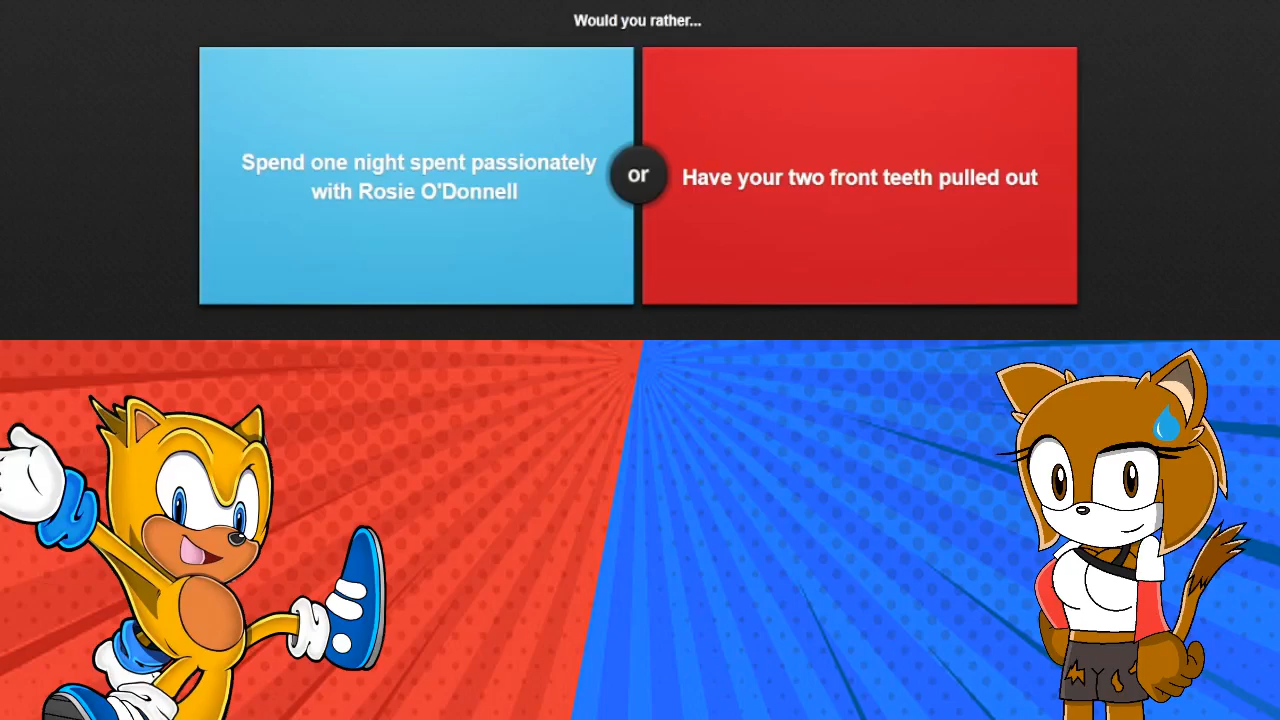 Would you rather...
Spend one night spent passionately
with Rosie O'Donnell
or
Have your two front teeth pulled out